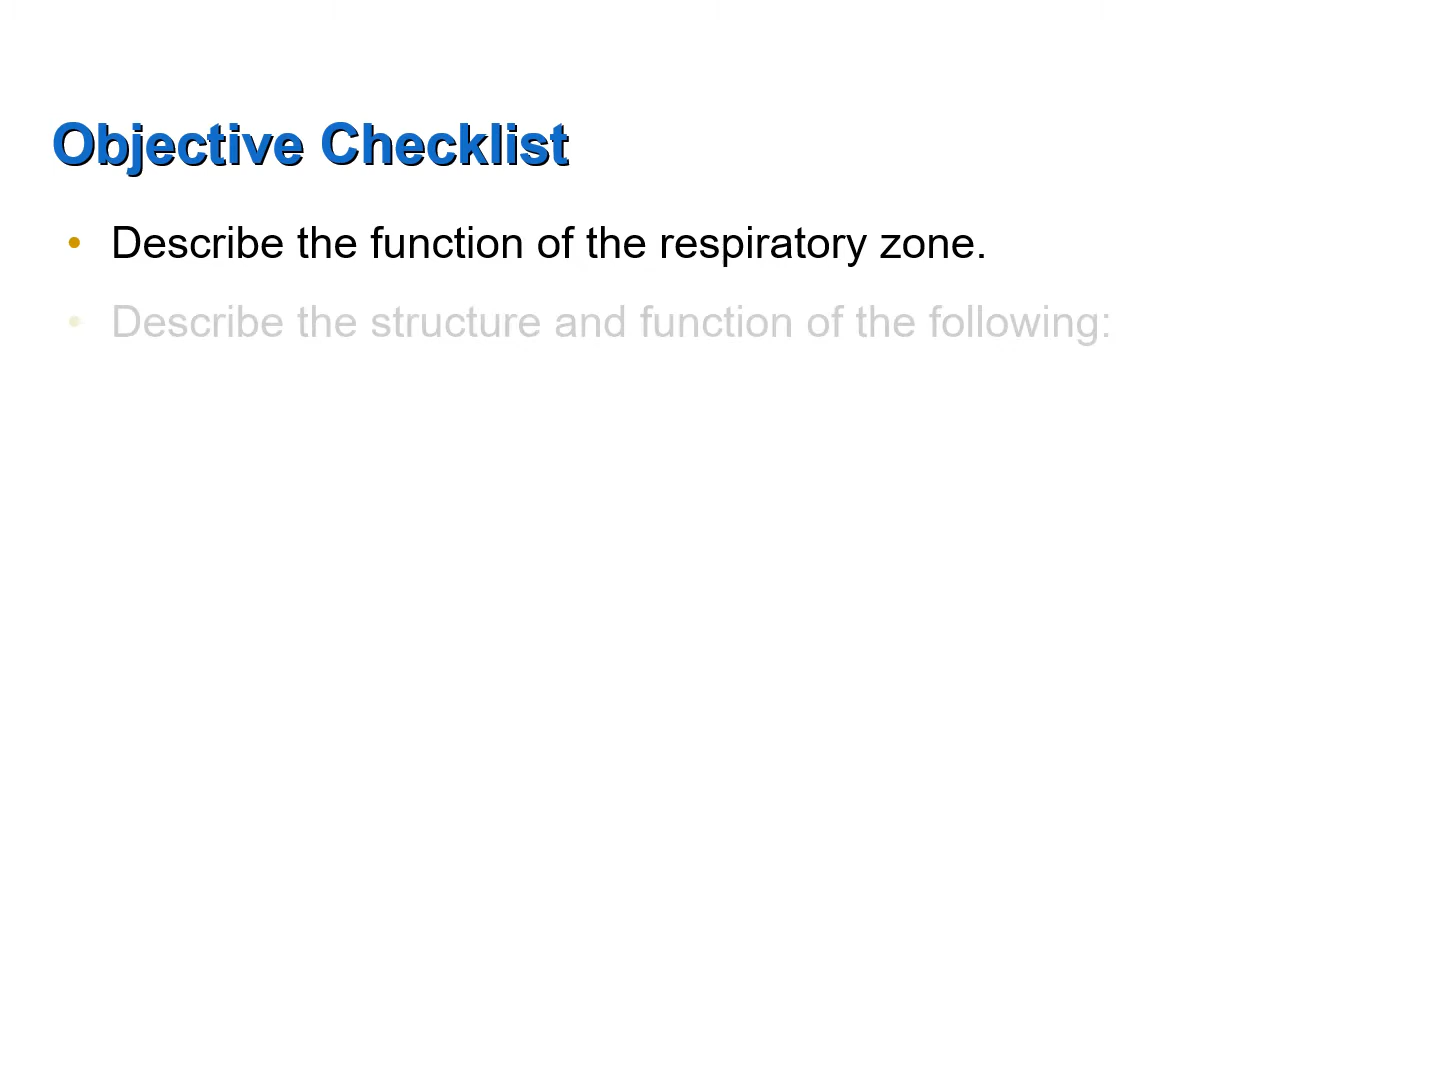 Objective Checklist
• Describe the function of the respiratory zone.
• Describe the structure and function of the following: